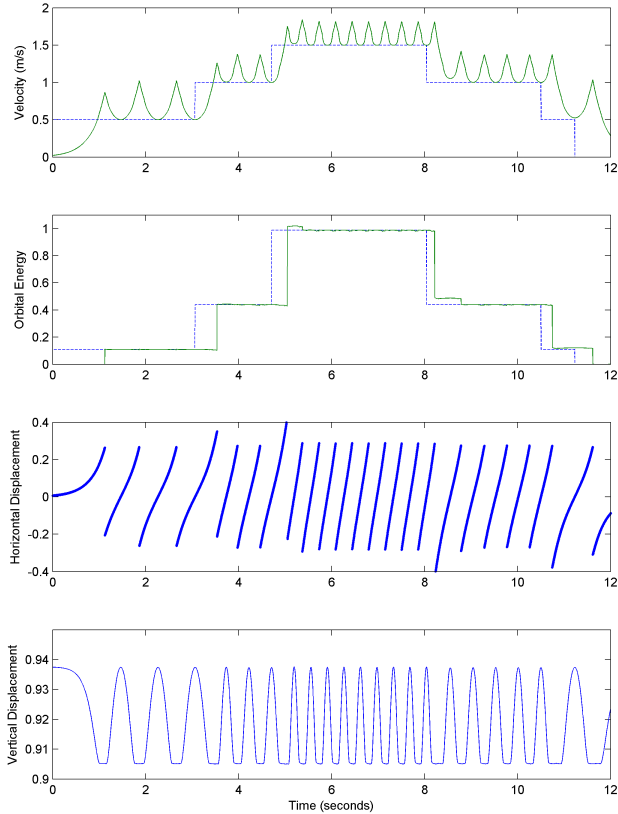 2
1.5
1
0.5
0
Velocity (m/s)
0 2 4 6 8 10 12
1
0.8
0.6
0.4
0.2
0
Orbital Energy
0 2 4 6 8 10 12
0.4
0.2
0
-0.2
-0.4
Horizontal Displacement
0 2 4 6 8 10 12
0.94
0.93
0.92
0.91
0.9
Vertical Displacement
0 2 4 6 8 10 12
Time (seconds)